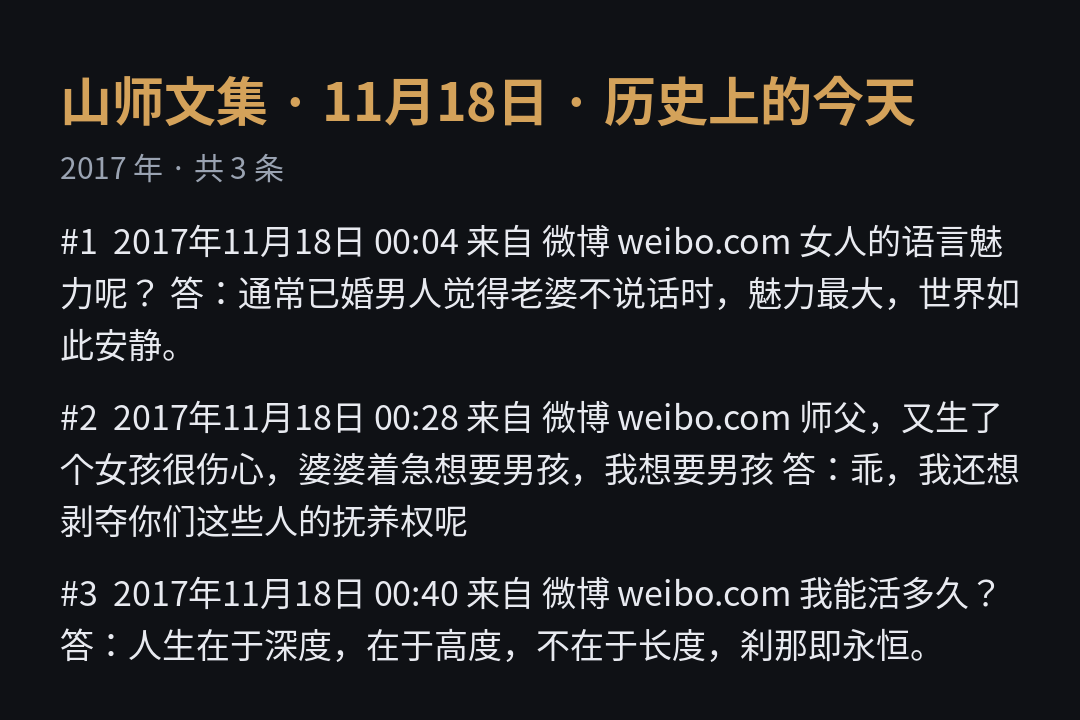 山师文集 · 11月18日 · 历史上的今天
2017 年 · 共 3 条
#1 2017年11月18日 00:04 来自 微博 weibo.com 女人的语言魅
力呢？ 答：通常已婚男人觉得老婆不说话时，魅力最大，世界如
此安静。
#2 2017年11月18日 00:28 来自 微博 weibo.com 师父，又生了
个女孩很伤心，婆婆着急想要男孩，我想要男孩 答：乖，我还想
剥夺你们这些人的抚养权呢
#3 2017年11月18日 00:40 来自 微博 weibo.com 我能活多久？
答：人生在于深度，在于高度，不在于长度，刹那即永恒。